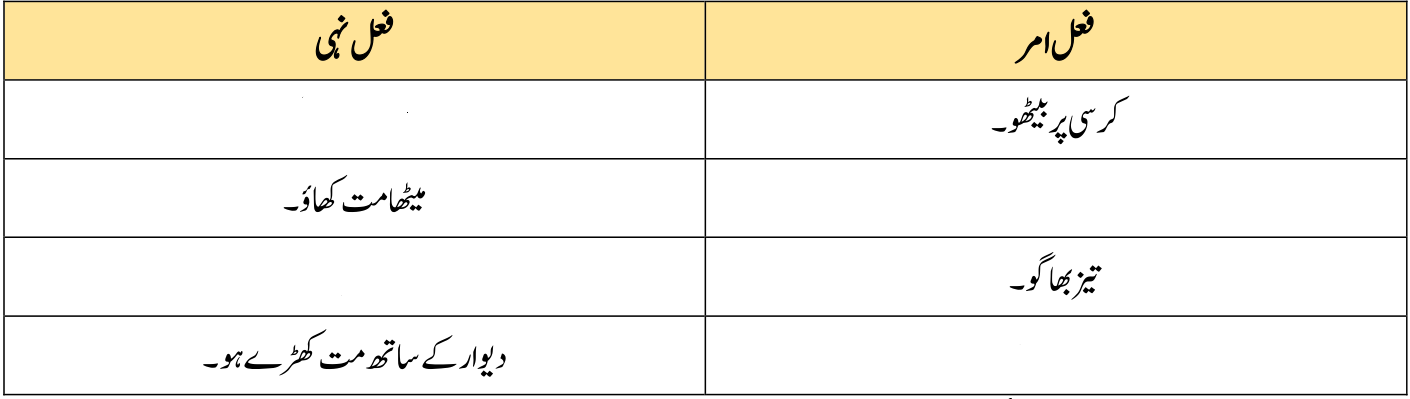 فعل امر	فعل نہی
کرسی پر بیٹھو۔
میٹھا مت کھاؤ۔
تیز بھاگو۔
دیوار کے ساتھ مت کھڑے ہو۔